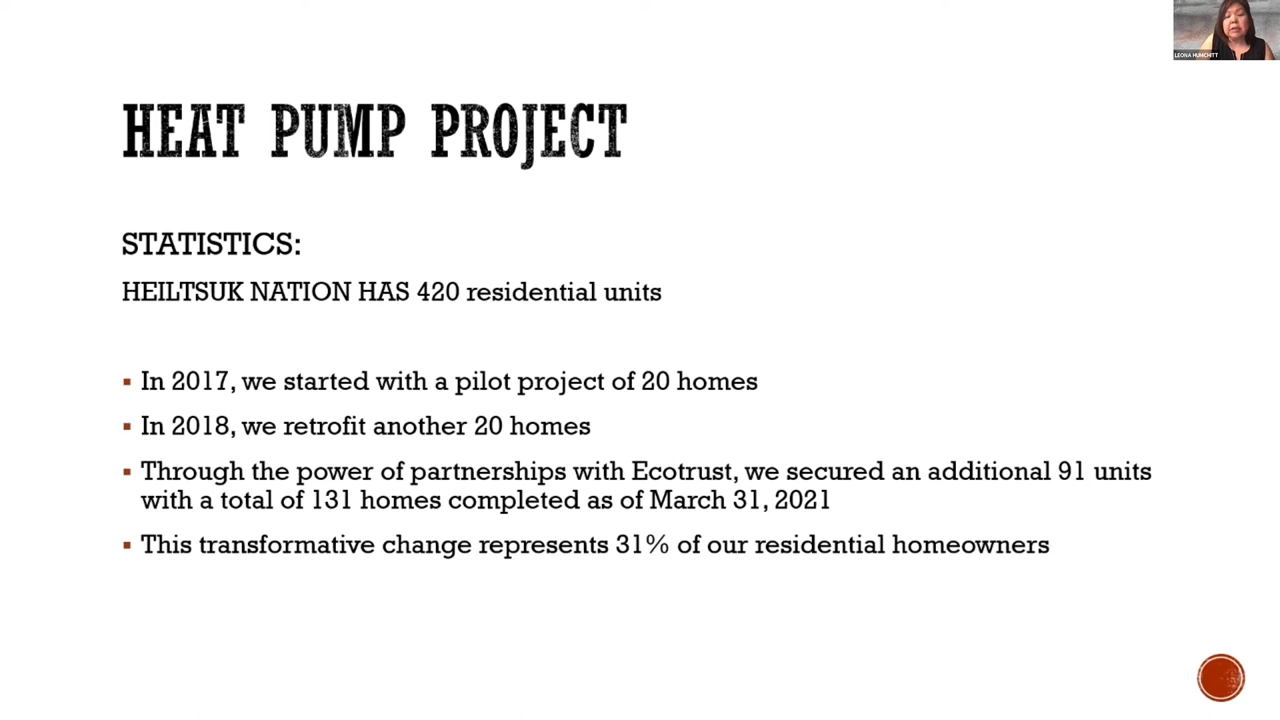 LEONA HUMCHITT
HEAT PUMP PROJECT
STATISTICS:
HEILTSUK NATION HAS 420 residential units
▪ In 2017, we started with a pilot project of 20 homes
▪ In 2018, we retrofit another 20 homes
▪ Through the power of partnerships with Ecotrust, we secured an additional 91 units
with a total of 131 homes completed as of March 31, 2021
▪ This transformative change represents 31% of our residential homeowners